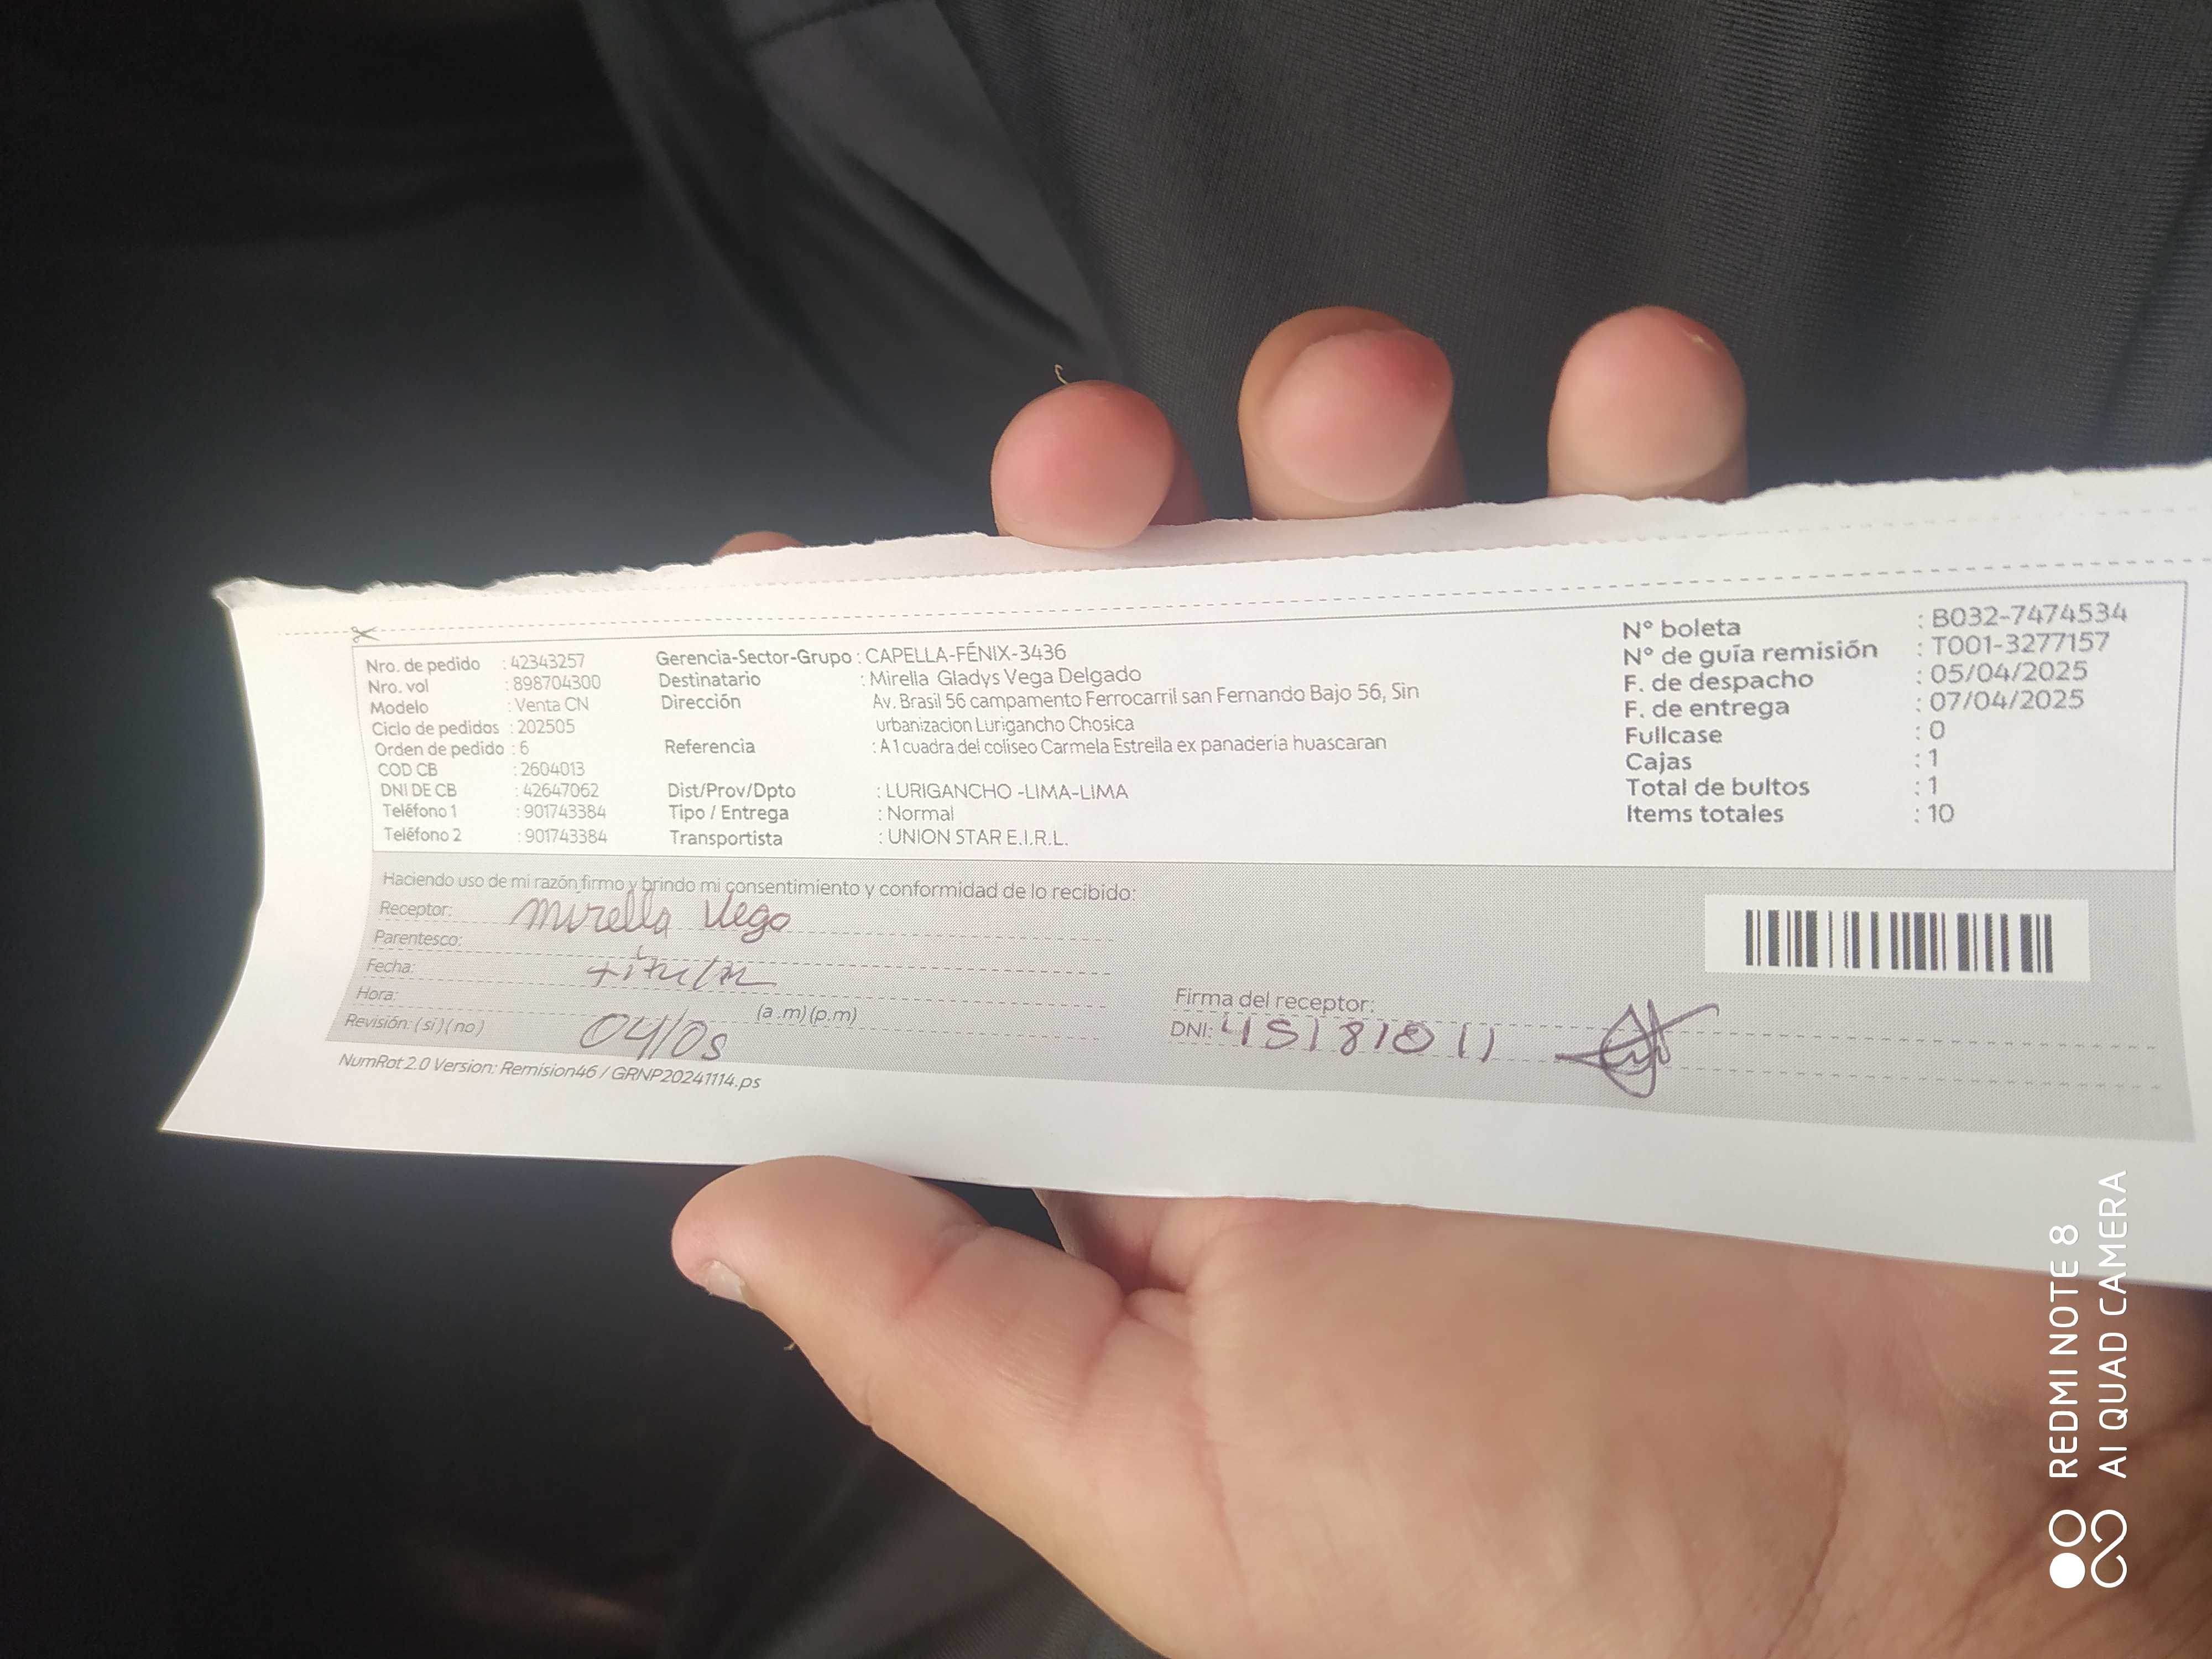 Nro. de pedido : 42343257
Nro. vol : 898704300
Modelo : Venta CN
Ciclo de pedidos : 202505
Orden de pedido : 6
COD CB : 2604013
DNI DE CB : 42647062
Teléfono 1 : 901743384
Teléfono 2 : 901743384
Gerencia-Sector-Grupo : CAPELLA-FÉNIX-3436
Destinatario : Mirella Gladys Vega Delgado
Dirección Av. Brasil 56 campamento Ferrocarril san Fernando Bajo 56, Sin
urbanizacion Lurigancho Chosica
Referencia : A 1 cuadra del coliseo Carmela Estrella ex panaderia huascaran
Dist/Prov/Dpto : LURIGANCHO -LIMA-LIMA
Tipo / Entrega : Normal
Transportista : UNION STAR E.I.R.L.
N° boleta : B032-7474534
N° de guía remisión : T001-3277157
F. de despacho : 05/04/2025
F. de entrega : 07/04/2025
Fullcase : 0
Cajas : 1
Total de bultos : 1
Items totales : 10
Haciendo uso de mi razón firmo y brindo mi consentimiento y conformidad de lo recibido:
Receptor: Mirella Vega
Parentesco:
Fecha: titular
Hora: (a .m) (p.m)
Revisión: ( si ) ( no ) 04/05
Firma del receptor:
DNI: 45181011
NumRot 2.0 Version: Remision46 / GRNP20241114.ps
REDMI NOTE 8
AI QUAD CAMERA